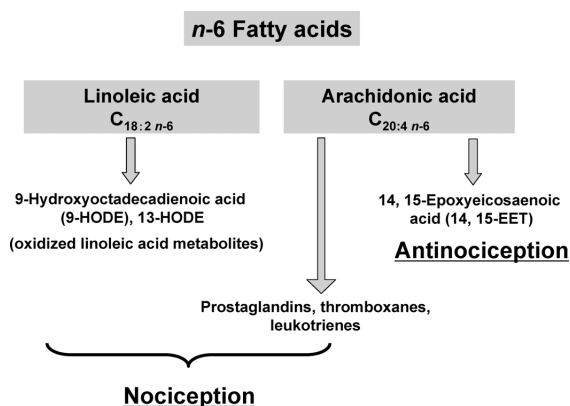 n-6 Fatty acids
Linoleic acid
C18:2 n-6
9-Hydroxyoctadecadienoic acid
(9-HODE), 13-HODE
(oxidized linoleic acid metabolites)
Arachidonic acid
C20:4 n-6
14, 15-Epoxyeicosaenoic
acid (14, 15-EET)
Antinociception
Prostaglandins, thromboxanes,
leukotrienes
Nociception